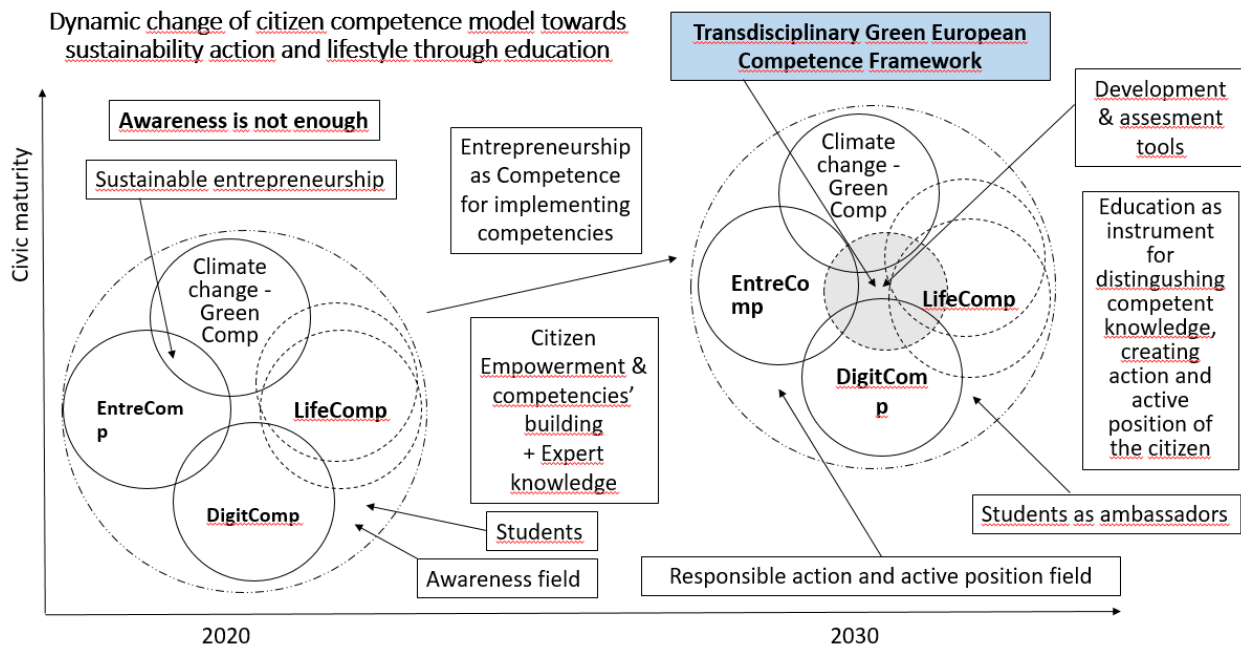 Dynamic change of citizen competence model towards
sustainability action and lifestyle through education
Transdisciplinary Green European
Competence Framework
Awareness is not enough
Sustainable entrepreneurship
Civic maturity
Climate
change -
Green
Comp
EntreCom
p
LifeComp
DigitComp
Entrepreneurship
as Competence
for implementing
competencies
Citizen
Empowerment &
competencies’
building
+ Expert
knowledge
Students
Awareness field
Climate
change -
Green
Comp
EntreCo
mp
LifeComp
DigitCom
p
Development
& assesment
tools
Education as
instrument
for
distingushing
competent
knowledge,
creating
action and
active
position of
the citizen
Students as ambassadors
Responsible action and active position field
2020
2030